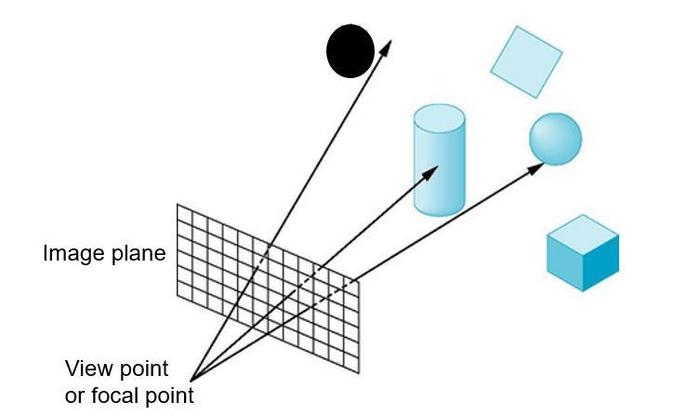 Image plane
View point
or focal point